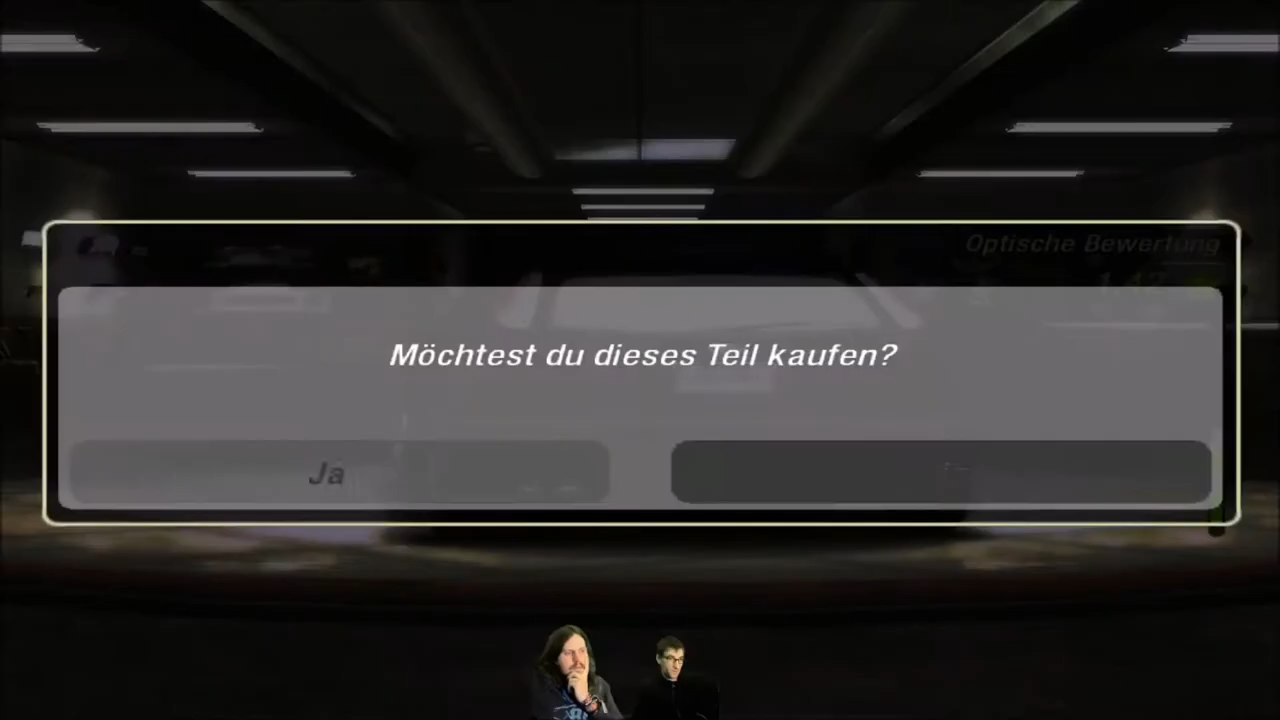 Optische Bewertung
Möchtest du dieses Teil kaufen?
Ja